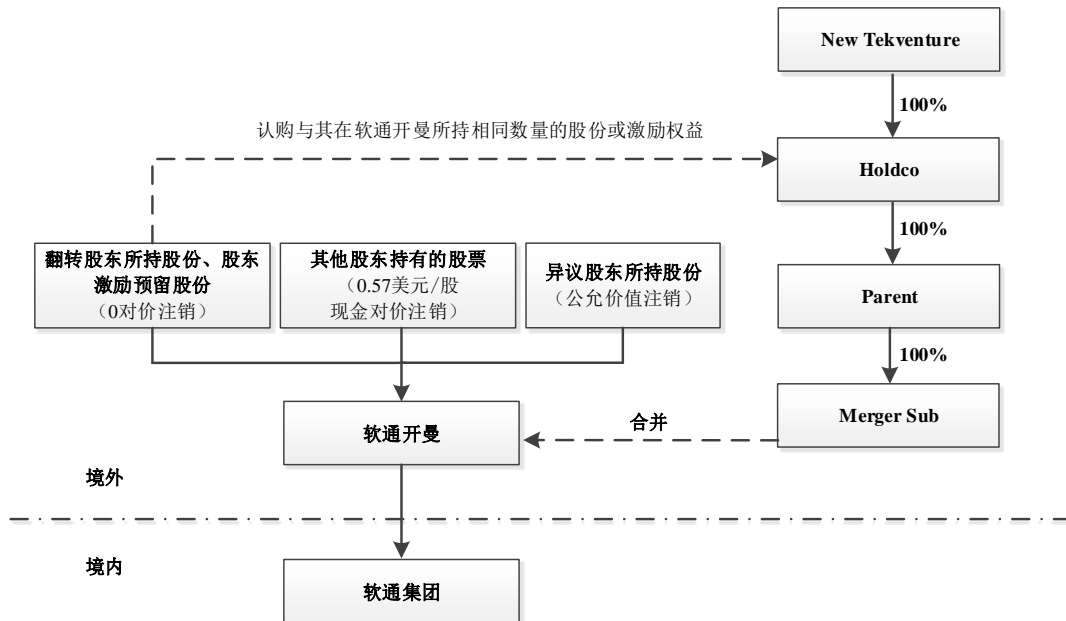 New Tekventure
100%
认购与其在软通开曼所持相同数量的股份或激励权益
Holdco
100%
翻转股东所持股份、股东
激励预留股份
（0对价注销）
其他股东持有的股票
（0.57美元/股
现金对价注销）
异议股东所持股份
（公允价值注销）
Parent
100%
软通开曼
合并
Merger Sub
境外
境内
软通集团